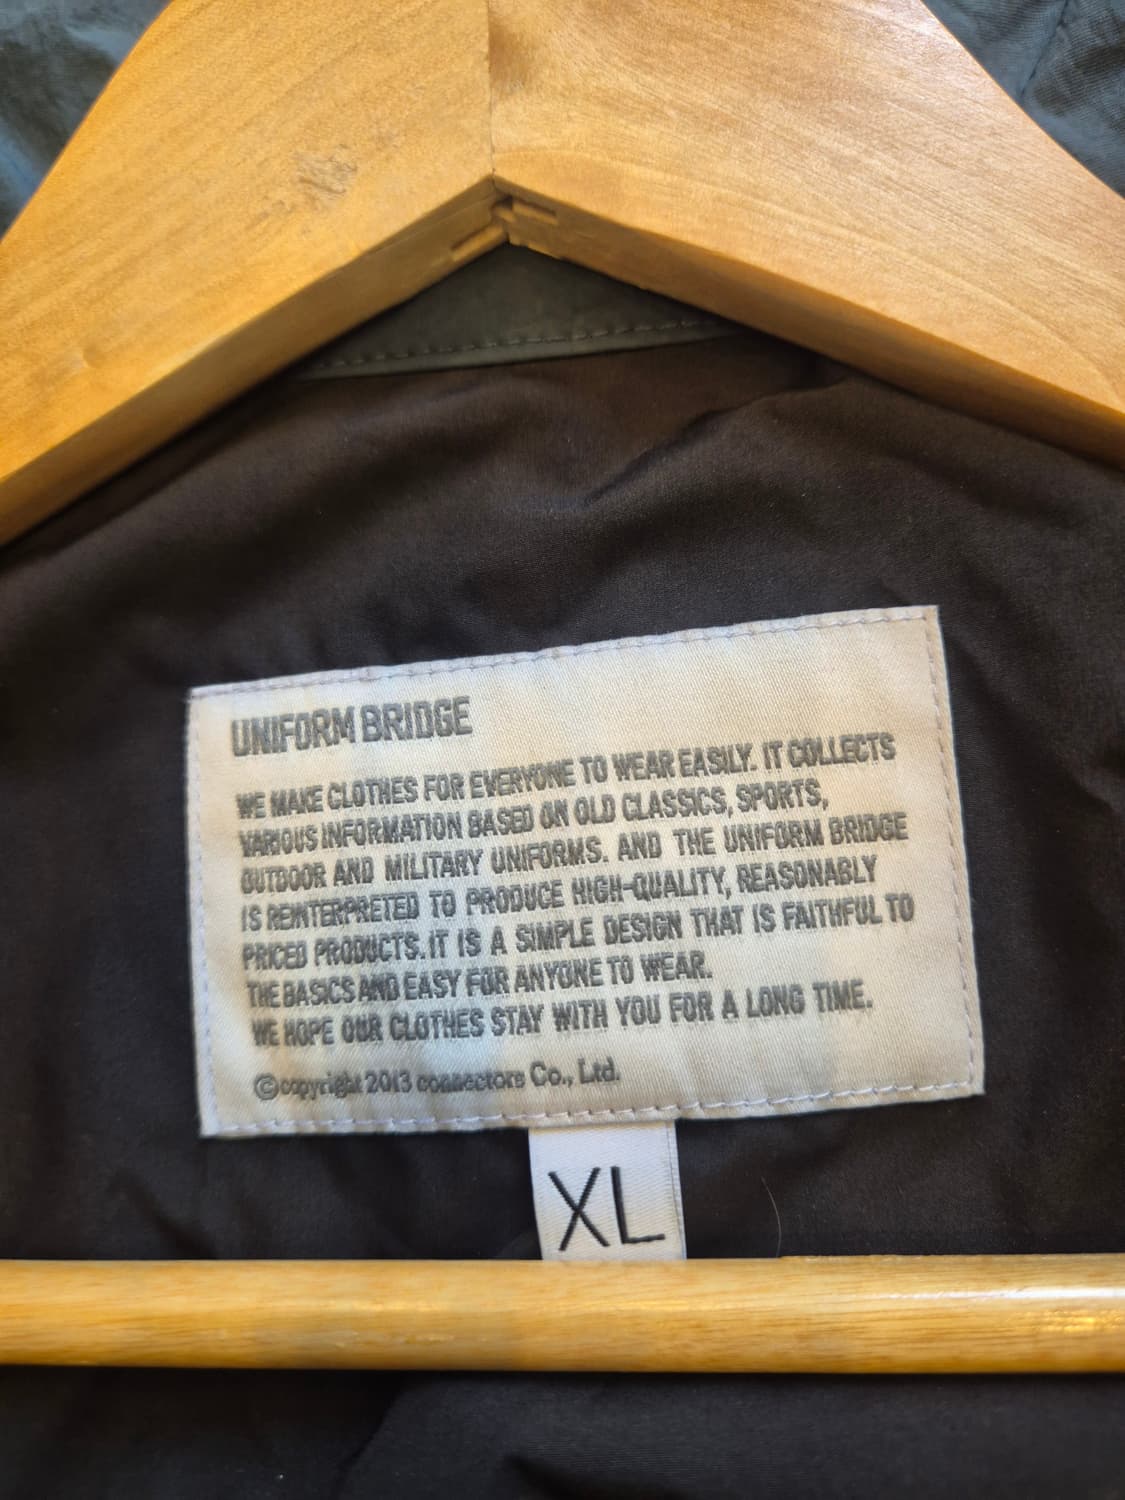 UNIFORM BRIDGE
WE MAKE CLOTHES FOR EVERYONE TO WEAR EASILY. IT COLLECTS
VARIOUS INFORMATION BASED ON OLD CLASSICS, SPORTS,
OUTDOOR AND MILITARY UNIFORMS. AND THE UNIFORM BRIDGE
IS REINTERPRETED TO PRODUCE HIGH-QUALITY, REASONABLY
PRICED PRODUCTS. IT IS A SIMPLE DESIGN THAT IS FAITHFUL TO
THE BASICS AND EASY FOR ANYONE TO WEAR.
WE HOPE OUR CLOTHES STAY WITH YOU FOR A LONG TIME.
©copyright 2013 connectors Co., Ltd.
XL